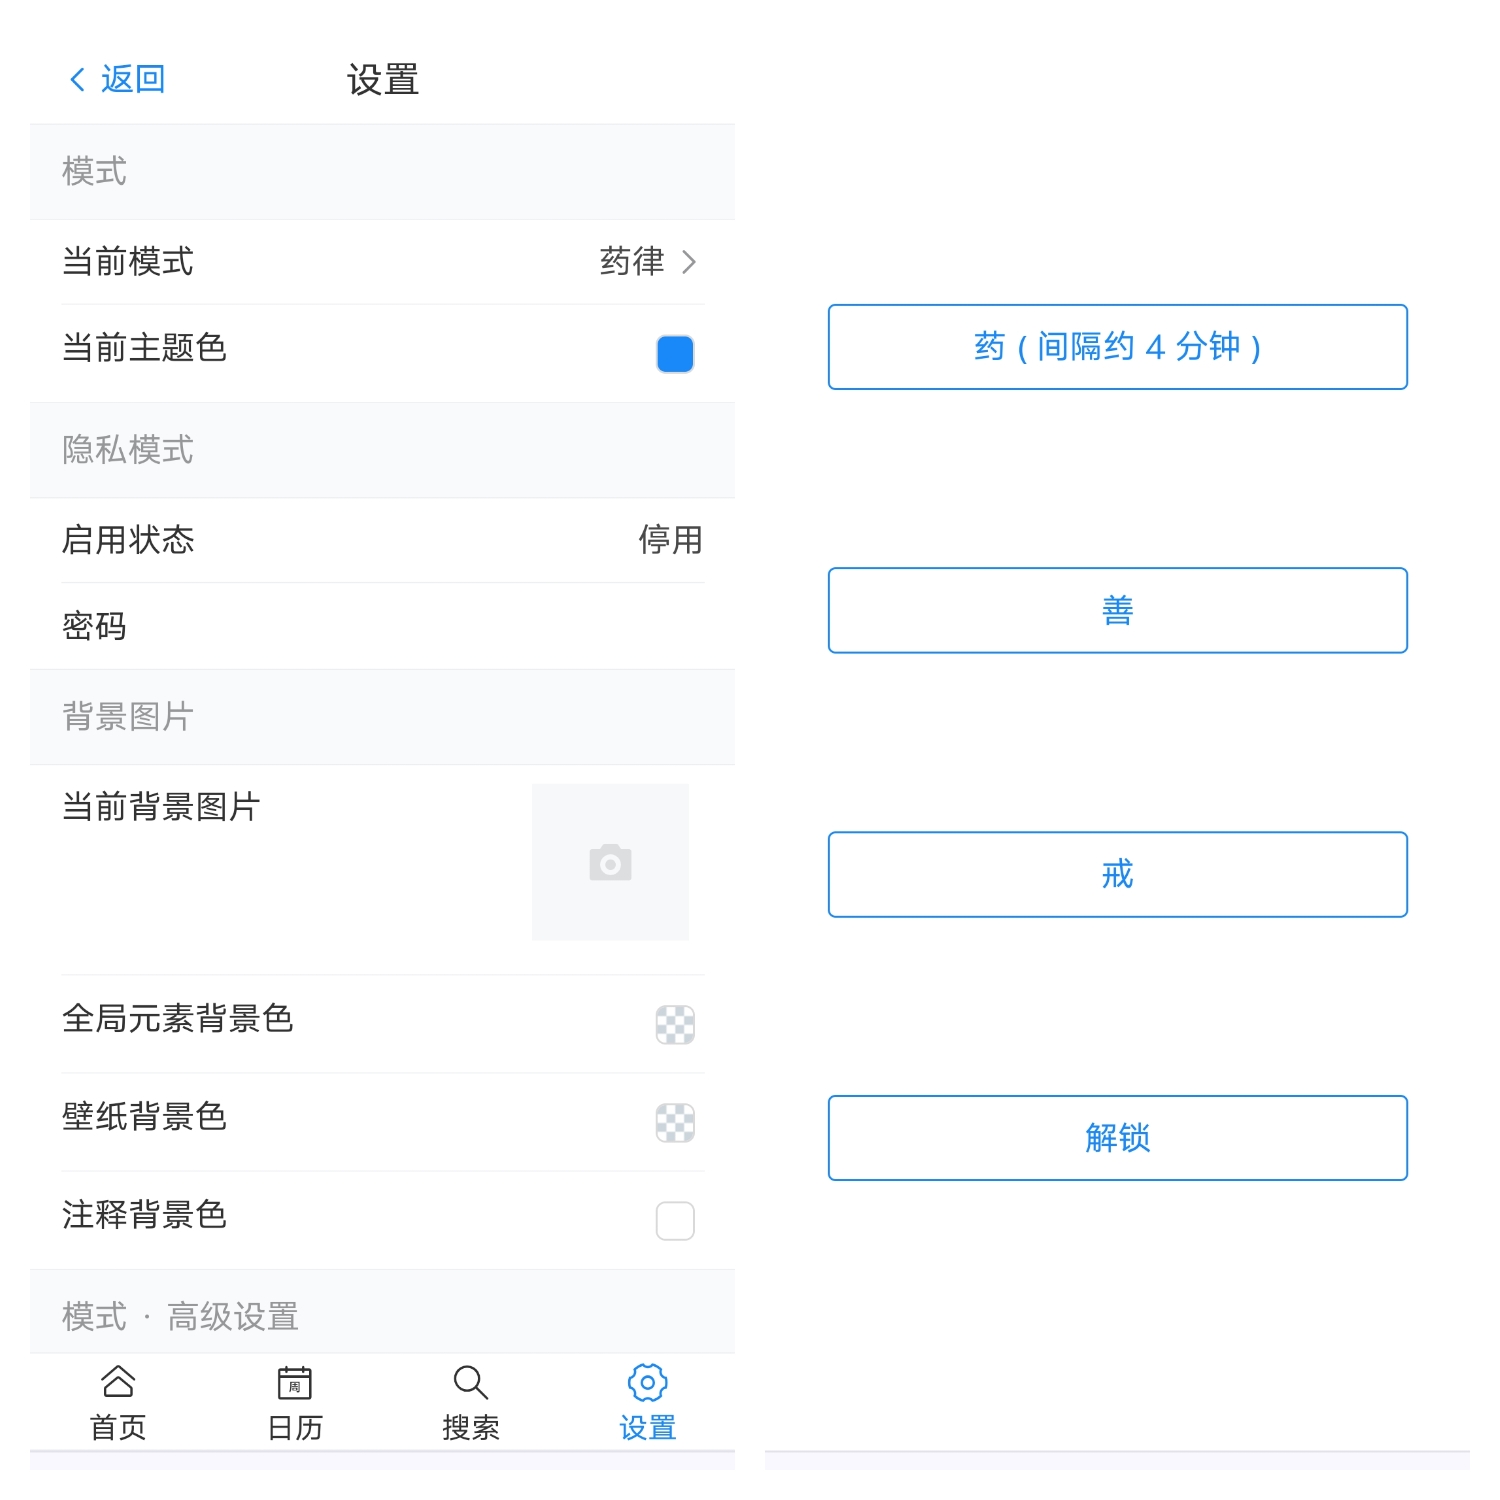 返回
设置
模式
当前模式 药律
当前主题色
隐私模式
启用状态 停用
密码
背景图片
当前背景图片
全局元素背景色
壁纸背景色
注释背景色
模式 · 高级设置
周
首页 日历 搜索 设置
药 ( 间隔约 4 分钟 )
善
戒
解锁